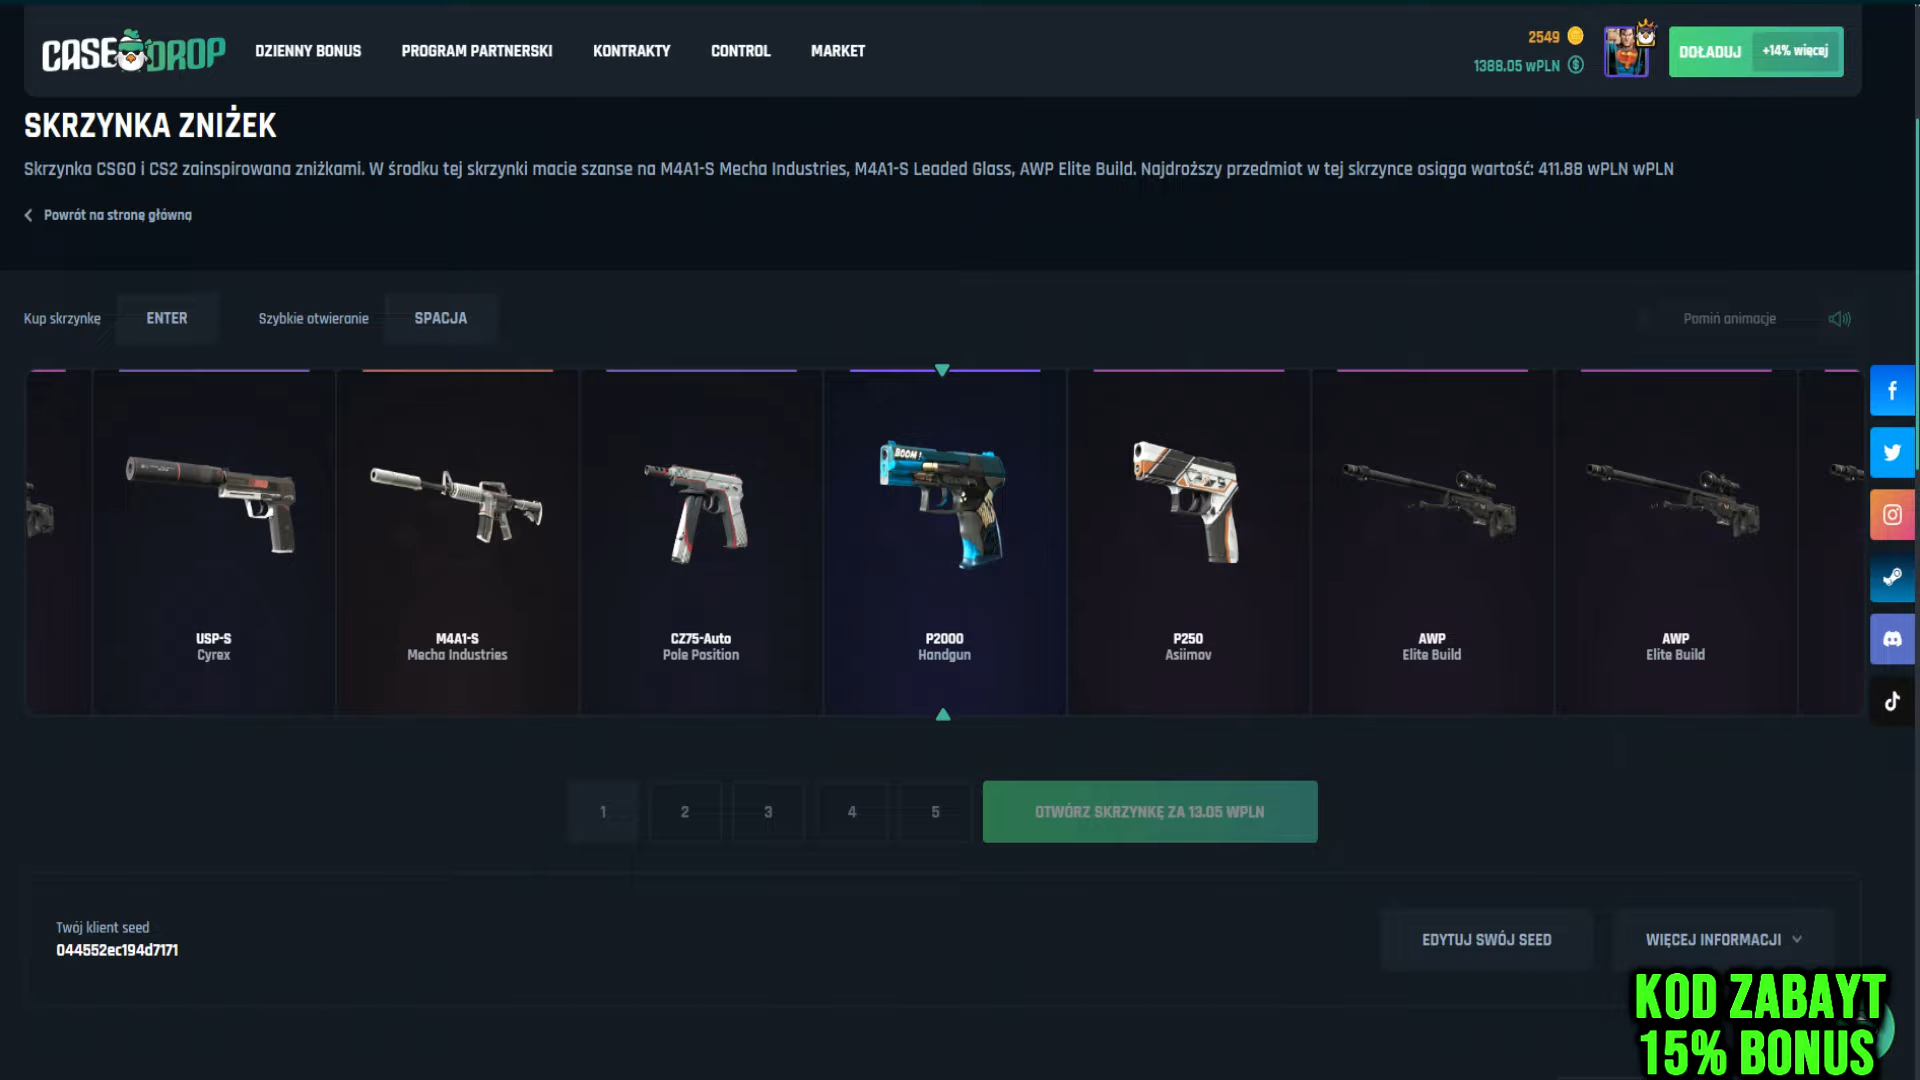 CASEDROP
DZIENNY BONUS
PROGRAM PARTNERSKI
KONTRAKTY
CONTROL
MARKET
2549
1388.05 wPLN
DOŁADUJ
+14% więcej
SKRZYNKA ZNIŻEK
Skrzynka CSGO i CS2 zainspirowana zniżkami. W środku tej skrzynki macie szanse na M4A1-S Mecha Industries, M4A1-S Leaded Glass, AWP Elite Build. Najdroższy przedmiot w tej skrzynce osiąga wartość: 411.88 wPLN wPLN
Powrót na stronę główną
Kup skrzynkę
ENTER
Szybkie otwieranie
SPACJA
Pomiń animacje
BOOM!
USP-S
Cyrex
M4A1-S
Mecha Industries
CZ75-Auto
Pole Position
P2000
Handgun
P250
Asiimov
AWP
Elite Build
AWP
Elite Build
1
2
3
4
5
OTWÓRZ SKRZYNKĘ ZA 13.05 WPLN
Twój klient seed
044552ec194d7171
EDYTUJ SWÓJ SEED
WIĘCEJ INFORMACJI
KOD ZABAYT
15% BONUS